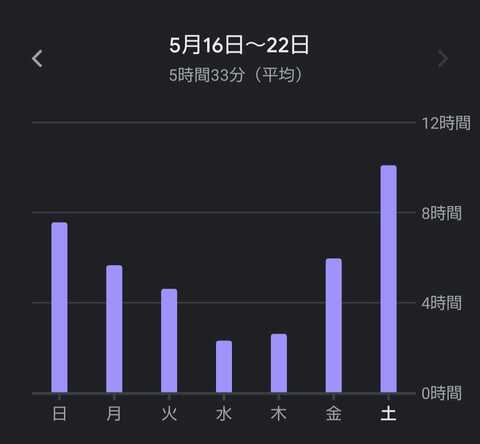 5月16日〜22日
5時間33分（平均）
12時間
8時間
4時間
0時間
日 月 火 水 木 金 土